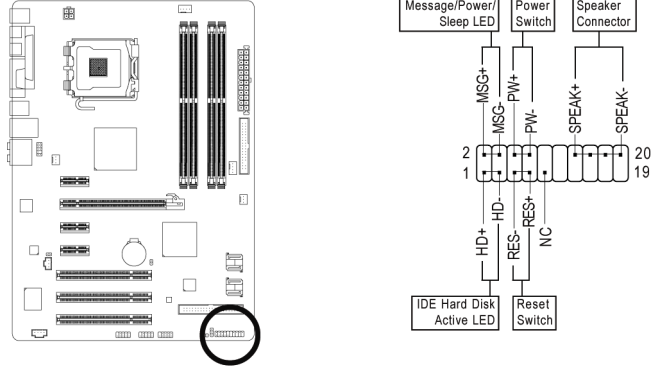 Message/Power/
Sleep LED
Power
Switch
Speaker
Connector
MSG+
MSG-
PW+
PW-
SPEAK+
SPEAK-
2
20
1
19
HD+
HD-
RES-
RES+
NC
IDE Hard Disk
Active LED
Reset
Switch